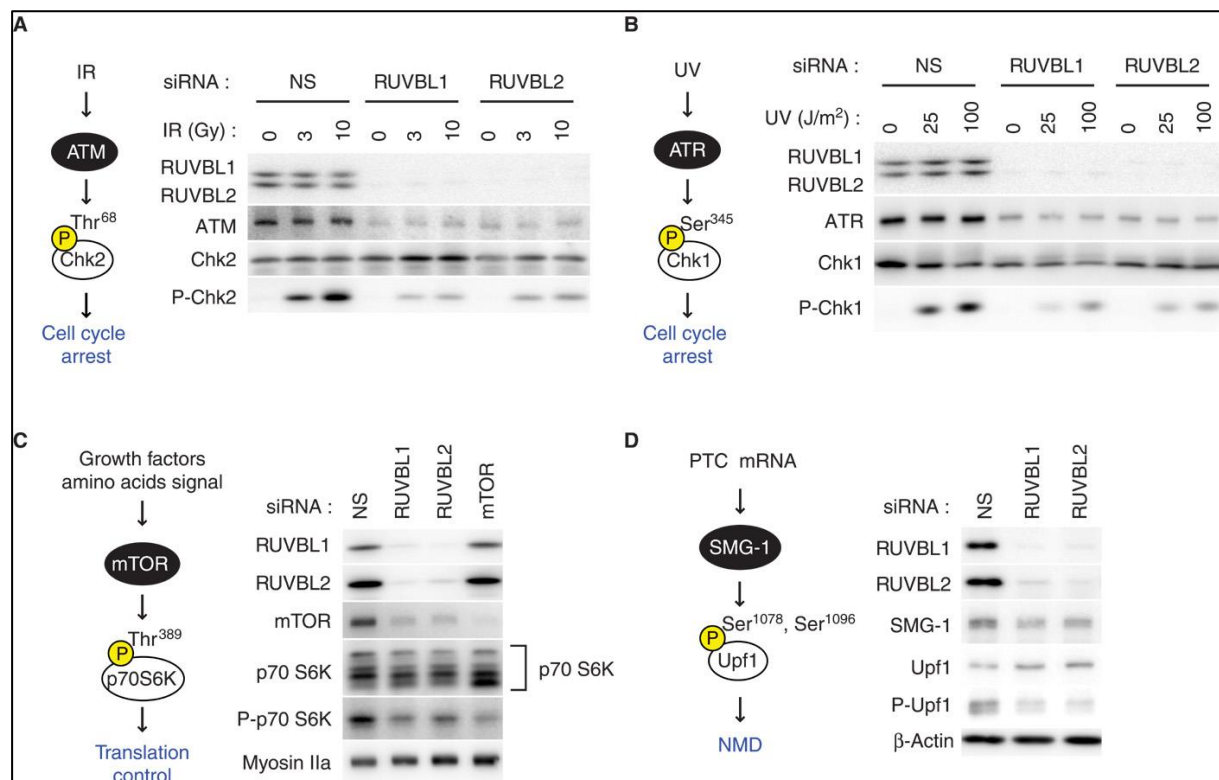 A
IR
ATM
Thr68
P
Chk2
Cell cycle
arrest
siRNA : NS RUVBL1 RUVBL2
IR (Gy) : 0 3 10 0 3 10 0 3 10
RUVBL1
RUVBL2
ATM
Chk2
P-Chk2
B
UV
ATR
Ser345
P
Chk1
Cell cycle
arrest
siRNA : NS RUVBL1 RUVBL2
UV (J/m2) : 0 25 100 0 25 100 0 25 100
RUVBL1
RUVBL2
ATR
Chk1
P-Chk1
C
Growth factors
amino acids signal
mTOR
Thr389
P
p70S6K
Translation
control
siRNA : NS RUVBL1 RUVBL2 mTOR
RUVBL1
RUVBL2
mTOR
p70 S6K p70 S6K
P-p70 S6K
Myosin IIa
D
PTC mRNA
SMG-1
Ser1078, Ser1096
P
Upf1
NMD
siRNA : NS RUVBL1 RUVBL2
RUVBL1
RUVBL2
SMG-1
Upf1
P-Upf1
β-Actin